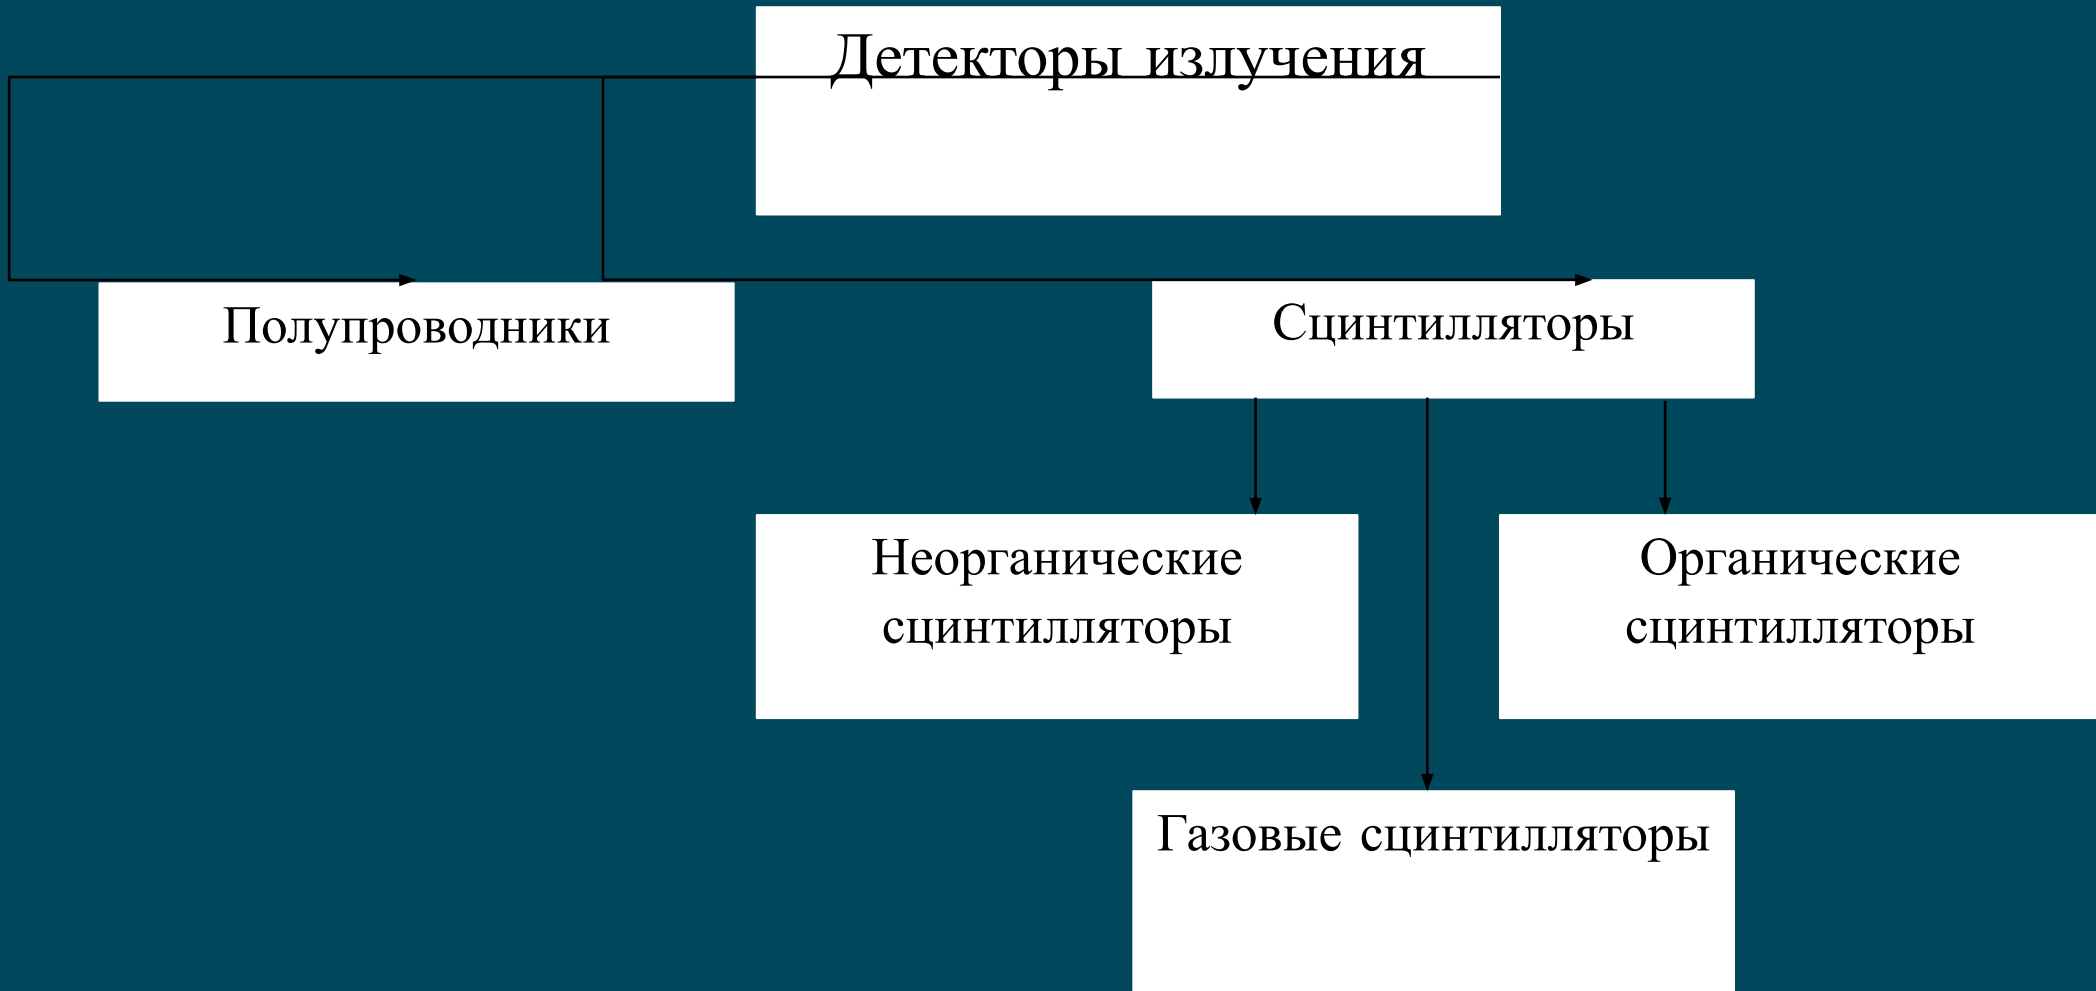 Детекторы излучения
Полупроводники
Сцинтилляторы
Неорганические
сцинтилляторы
Органические
сцинтилляторы
Газовые сцинтилляторы